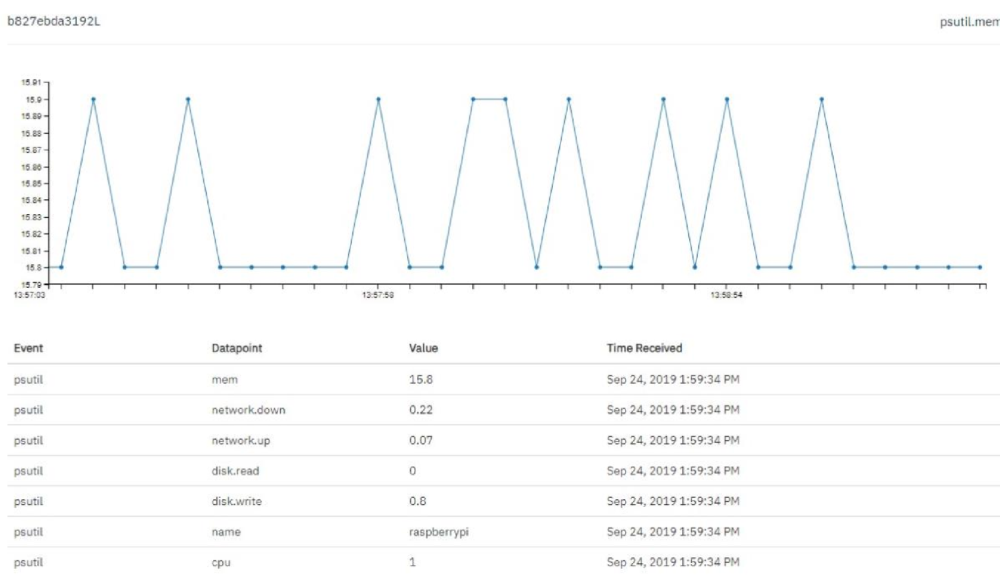 b827ebda3192L
psutil.mem
15.91
15.9
15.89
15.88
15.87
15.86
15.85
15.84
15.83
15.82
15.81
15.8
15.79
13:57:03 13:57:58 13:58:54
Event Datapoint Value Time Received
psutil mem 15.8 Sep 24, 2019 1:59:34 PM
psutil network.down 0.22 Sep 24, 2019 1:59:34 PM
psutil network.up 0.07 Sep 24, 2019 1:59:34 PM
psutil disk.read 0 Sep 24, 2019 1:59:34 PM
psutil disk.write 0.8 Sep 24, 2019 1:59:34 PM
psutil name raspberrypi Sep 24, 2019 1:59:34 PM
psutil cpu 1 Sep 24, 2019 1:59:34 PM